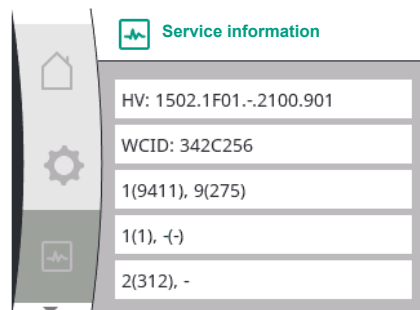 Service information
HV: 1502.1F01.-.2100.901
WCID: 342C256
1(9411), 9(275)
1(1), -(-)
2(312), -